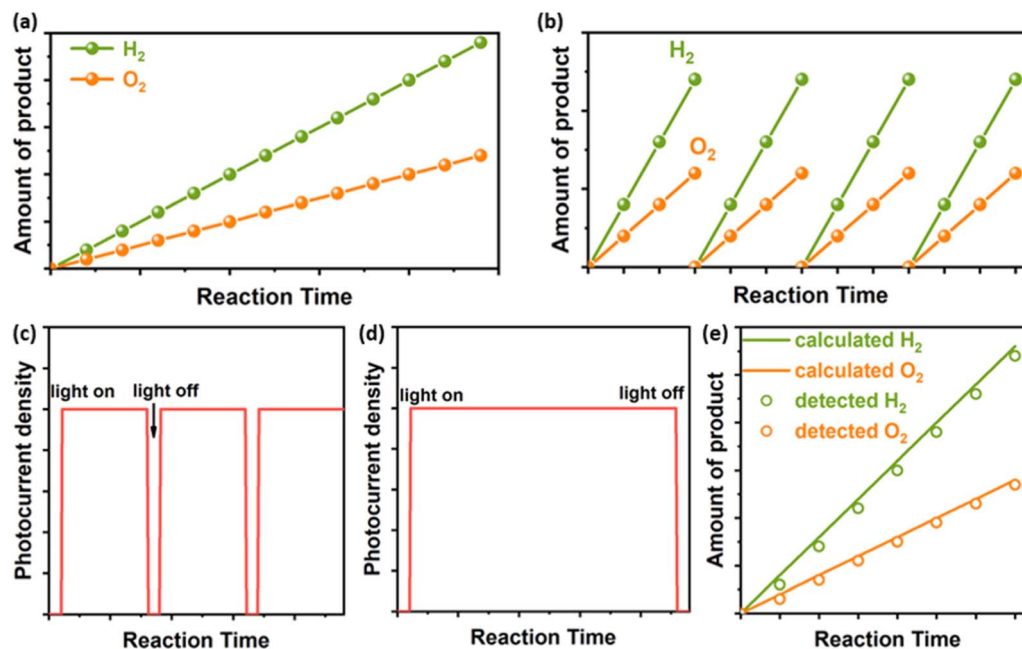 (a)
H₂
O₂
Amount of product
Reaction Time
(b)
H₂
O₂
Amount of product
Reaction Time
(c)
light on
light off
Photocurrent density
Reaction Time
(d)
light on
light off
Photocurrent density
Reaction Time
(e)
calculated H₂
calculated O₂
detected H₂
detected O₂
Amount of product
Reaction Time